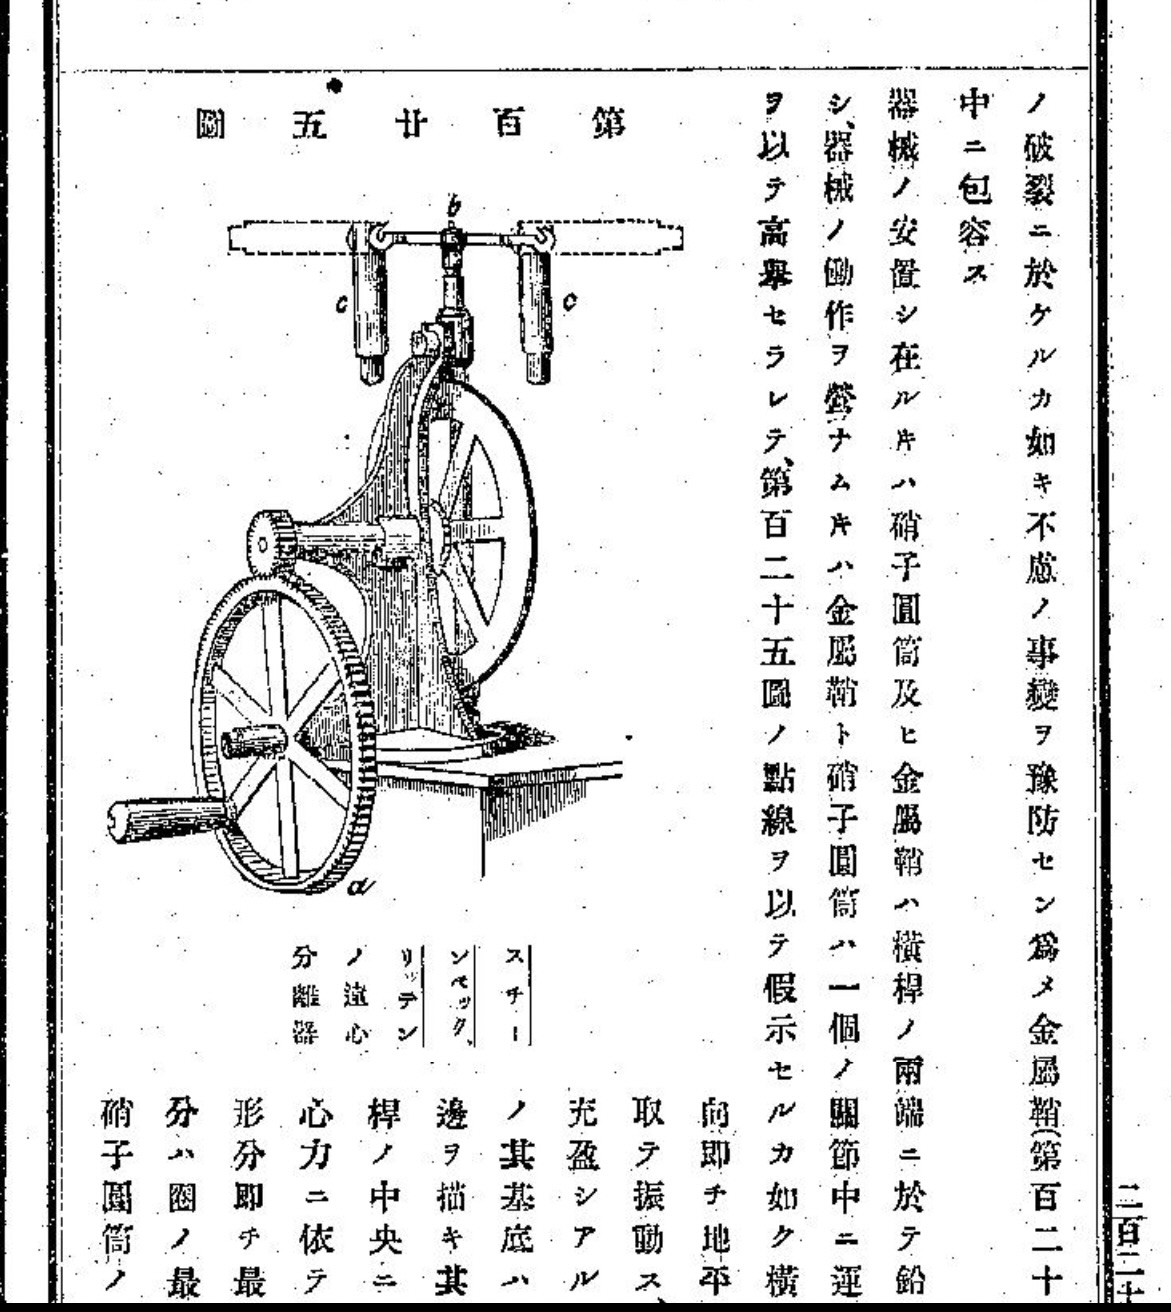 ノ破裂ニ於ケルカ如キ不慮ノ事變ヲ豫防セン爲メ金屬鞘(第百二十
中ニ包容ス
器械ノ安置シ在ルトキハ硝子圓筒及ヒ金屬鞘ハ橫桿ノ兩端ニ於テ鉛
シ、器械ノ働作ヲ營ナムトキハ金屬鞘ト硝子圓筒ハ一個ノ關節中ニ運
ヲ以テ高擧セラレテ、第百二十五圖ノ點線ヲ以テ假示セルカ如ク橫
向即チ地平
取テ振動ス、
充盈シアル
ノ其基底ハ
邊ヲ描キ其
桿ノ中央ニ
心力ニ依テ
形分即チ最
分ハ圈ノ最
硝子圓筒ノ
第百廿五圖
b
c
c
a
スチー
ンベック、
リッテン
ノ遠心
分離器
二百二十